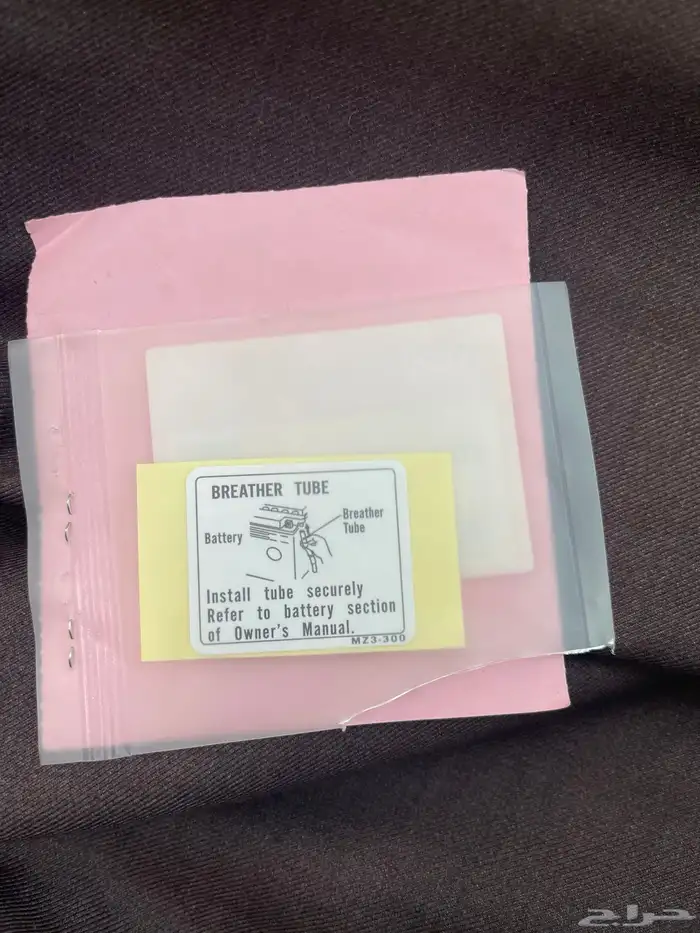 BREATHER TUBE
Battery
Breather
Tube
Install tube securely
Refer to battery section
of Owner's Manual.
MZ3-300
حراج